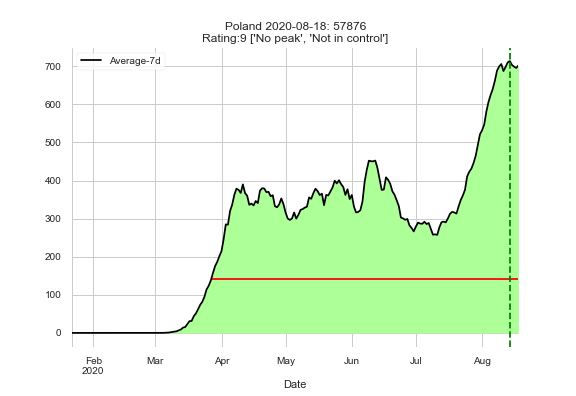 Poland 2020-08-18: 57876
Rating:9 ['No peak', 'Not in control']
Average-7d
700
600
500
400
300
200
100
0
Feb Mar Apr May Jun Jul Aug
2020
Date